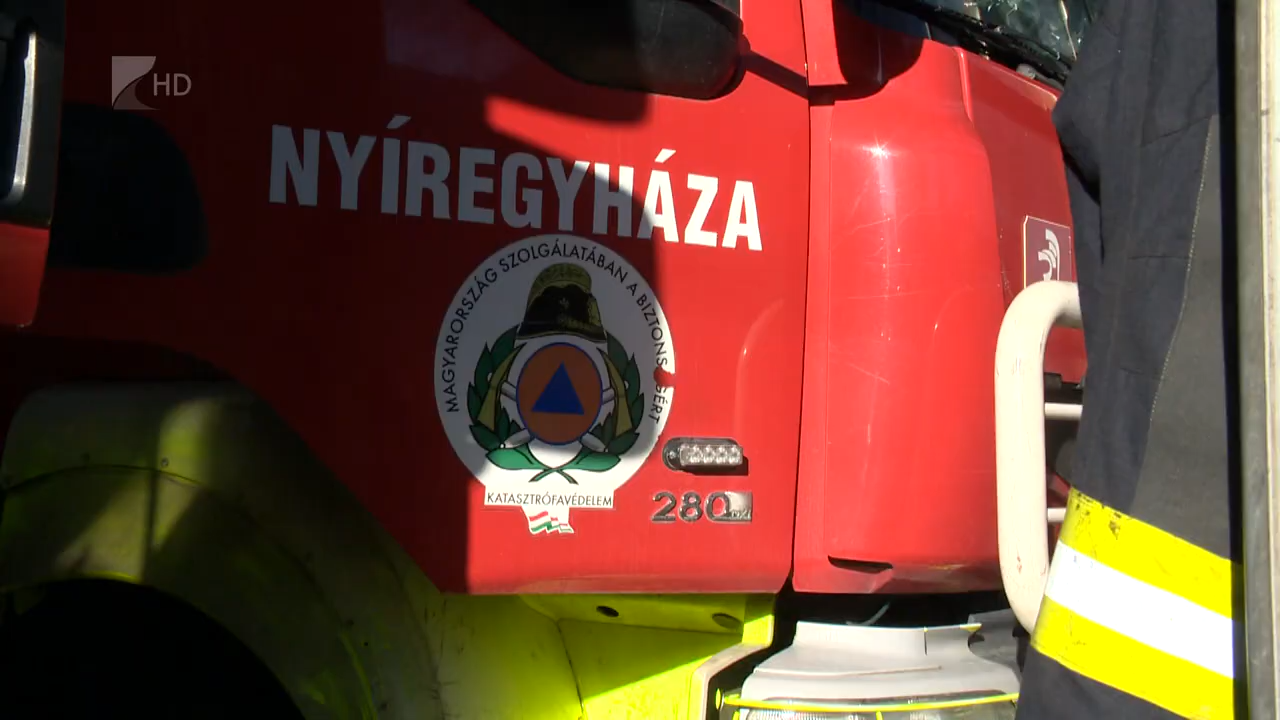 HD
NYÍREGYHÁZA
MAGYARORSZÁG SZOLGÁLATÁBAN A BIZTONSÁGÉRT
KATASZTRÓFAVÉDELEM
280